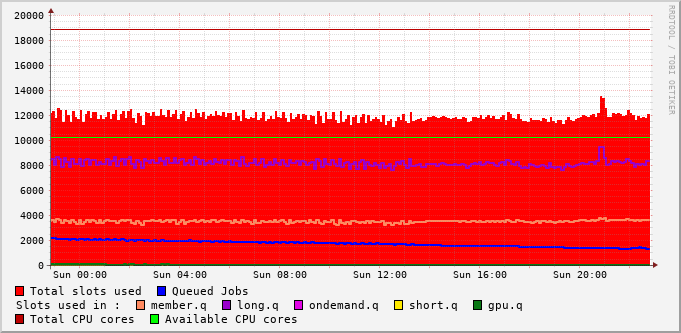 RRDTOOL / TOBI OETIKER
20000
18000
16000
14000
12000
10000
8000
6000
4000
2000
0
Sun 00:00 Sun 04:00 Sun 08:00 Sun 12:00 Sun 16:00 Sun 20:00
Total slots used Queued Jobs
Slots used in : member.q long.q ondemand.q short.q gpu.q
Total CPU cores Available CPU cores